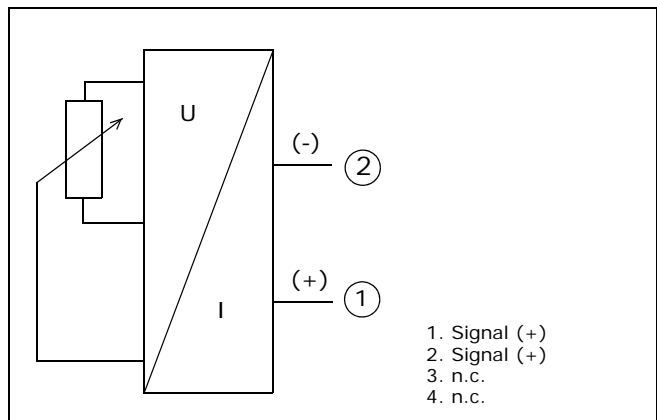 U
(-)
2
(+)
1
I
1. Signal (+)
2. Signal (+)
3. n.c.
4. n.c.